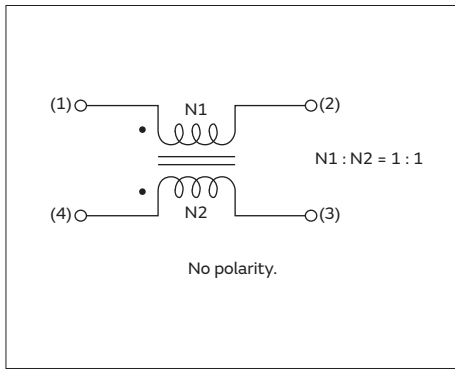 (1) N1 (2)
N1 : N2 = 1 : 1
(4) N2 (3)
No polarity.